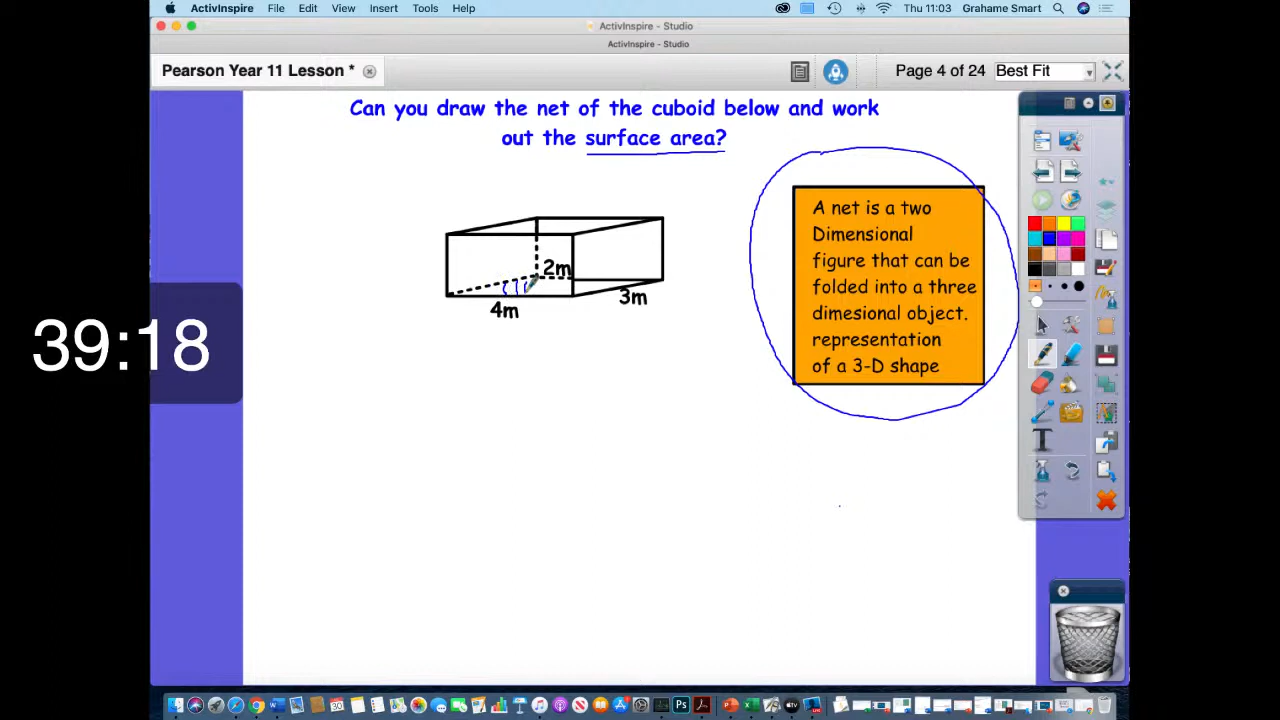 ActivInspire File Edit View Insert Tools Help Thu 11:03 Grahame Smart
ActivInspire - Studio
ActivInspire - Studio
Pearson Year 11 Lesson * Page 4 of 24 Best Fit
Can you draw the net of the cuboid below and work
out the surface area?
A net is a two
Dimensional
figure that can be
folded into a three
dimesional object.
representation
of a 3-D shape
2m
3m
4m
39:18